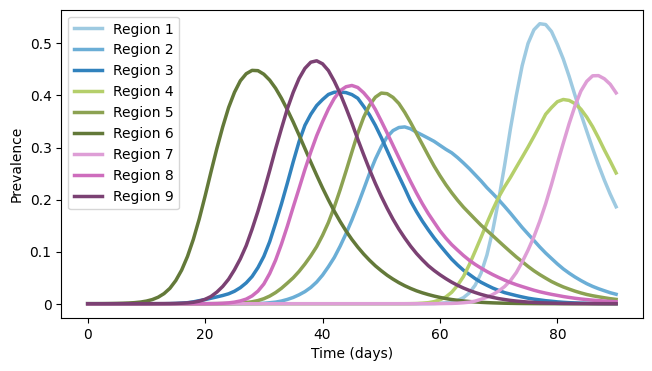 Region 1
Region 2
Region 3
Region 4
Region 5
Region 6
Region 7
Region 8
Region 9
Prevalence
0.5
0.4
0.3
0.2
0.1
0
0 20 40 60 80
Time (days)